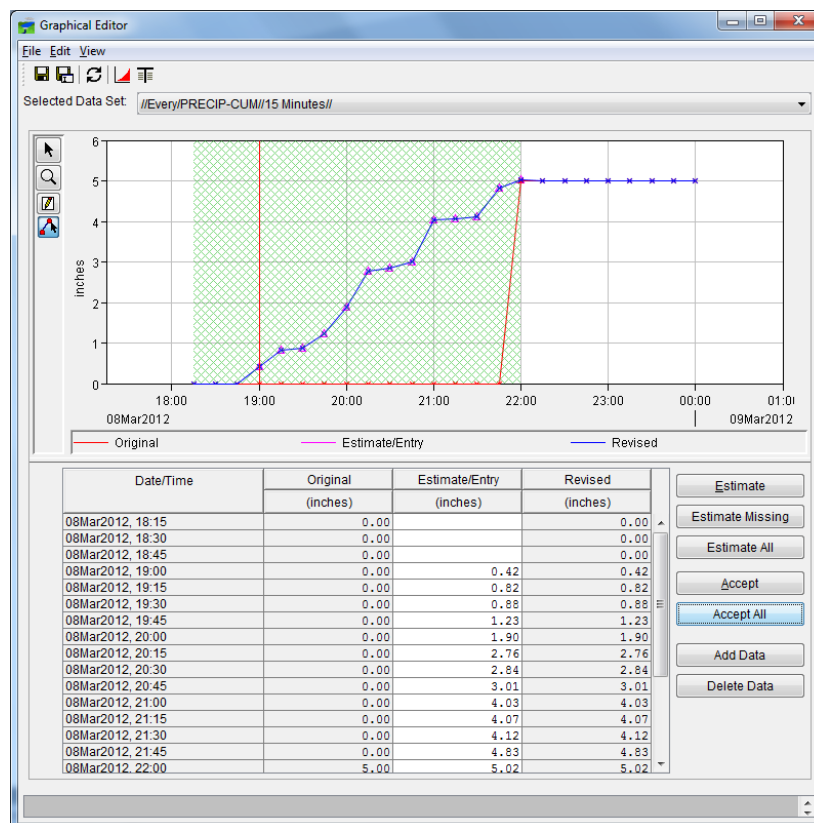 Graphical Editor
File Edit View
Selected Data Set: //Every/PRECIP-CUM//15 Minutes//
6
5
4
3
2
1
0
inches
18:00 19:00 20:00 21:00 22:00 23:00 00:00 01:0
08Mar2012 09Mar2012
Original Estimate/Entry Revised
Date/Time Original Estimate/Entry Revised
(inches) (inches) (inches)
08Mar2012, 18:15 0.00 0.00
08Mar2012, 18:30 0.00 0.00
08Mar2012, 18:45 0.00 0.00
08Mar2012, 19:00 0.00 0.42 0.42
08Mar2012, 19:15 0.00 0.82 0.82
08Mar2012, 19:30 0.00 0.88 0.88
08Mar2012, 19:45 0.00 1.23 1.23
08Mar2012, 20:00 0.00 1.90 1.90
08Mar2012, 20:15 0.00 2.76 2.76
08Mar2012, 20:30 0.00 2.84 2.84
08Mar2012, 20:45 0.00 3.01 3.01
08Mar2012, 21:00 0.00 4.03 4.03
08Mar2012, 21:15 0.00 4.07 4.07
08Mar2012, 21:30 0.00 4.12 4.12
08Mar2012, 21:45 0.00 4.83 4.83
08Mar2012, 22:00 5.00 5.02 5.02
Estimate
Estimate Missing
Estimate All
Accept
Accept All
Add Data
Delete Data